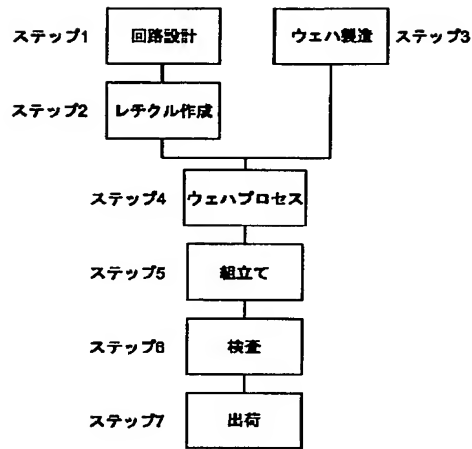 ステップ1 回路設計 ウェハ製造 ステップ3
ステップ2 レチクル作成
ステップ4 ウェハプロセス
ステップ5 組立て
ステップ6 検査
ステップ7 出荷